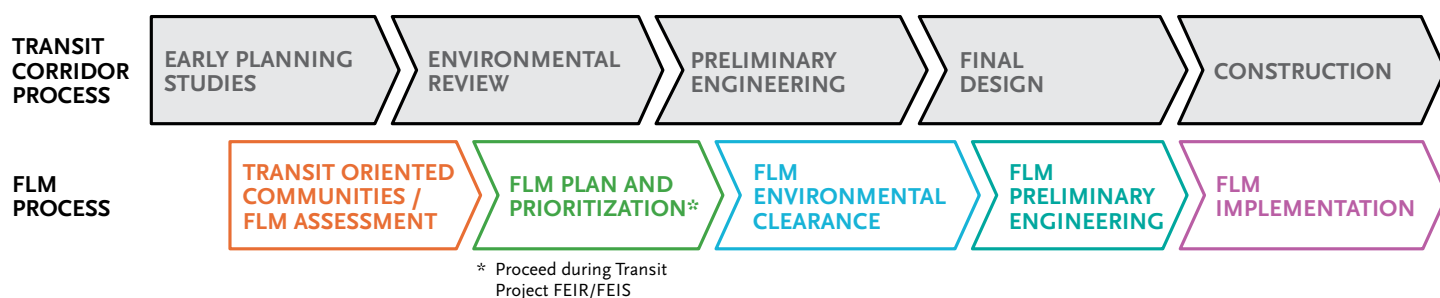 TRANSIT
CORRIDOR
PROCESS
EARLY PLANNING
STUDIES
ENVIRONMENTAL
REVIEW
PRELIMINARY
ENGINEERING
FINAL
DESIGN
CONSTRUCTION
FLM
PROCESS
TRANSIT ORIENTED
COMMUNITIES /
FLM ASSESSMENT
FLM PLAN AND
PRIORITIZATION*
FLM
ENVIRONMENTAL
CLEARANCE
FLM
PRELIMINARY
ENGINEERING
FLM
IMPLEMENTATION
* Proceed during Transit
Project FEIR/FEIS